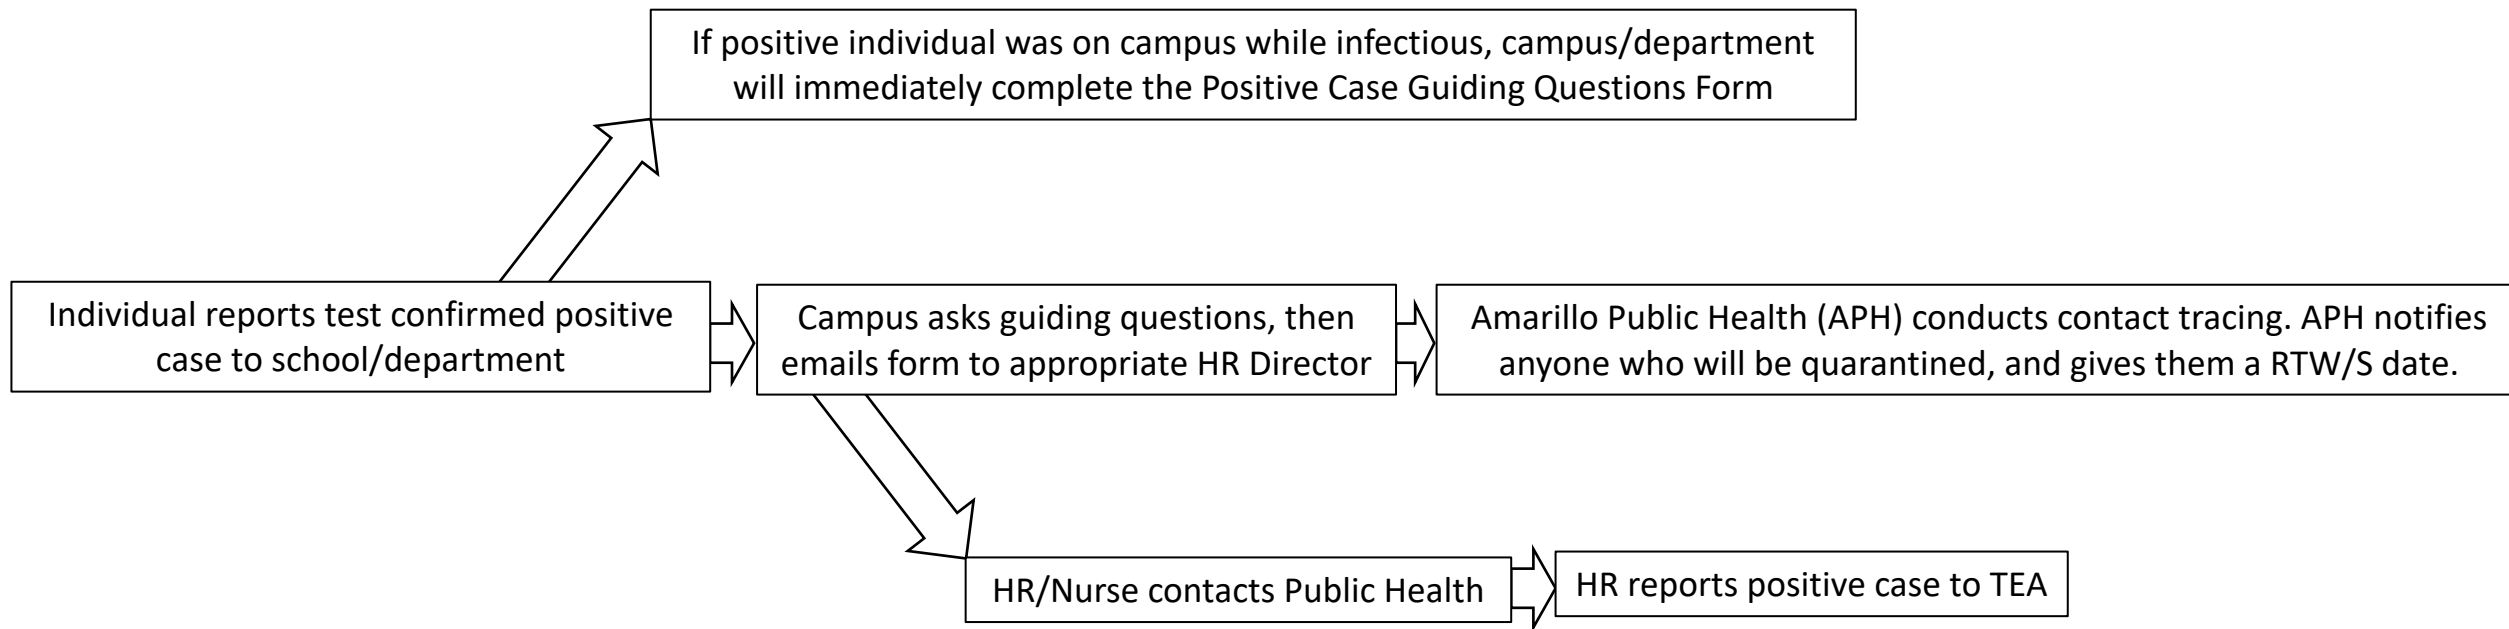 If positive individual was on campus while infectious, campus/department
will immediately complete the Positive Case Guiding Questions Form
Individual reports test confirmed positive
case to school/department
Campus asks guiding questions, then
emails form to appropriate HR Director
Amarillo Public Health (APH) conducts contact tracing. APH notifies
anyone who will be quarantined, and gives them a RTW/S date.
HR/Nurse contacts Public Health
HR reports positive case to TEA